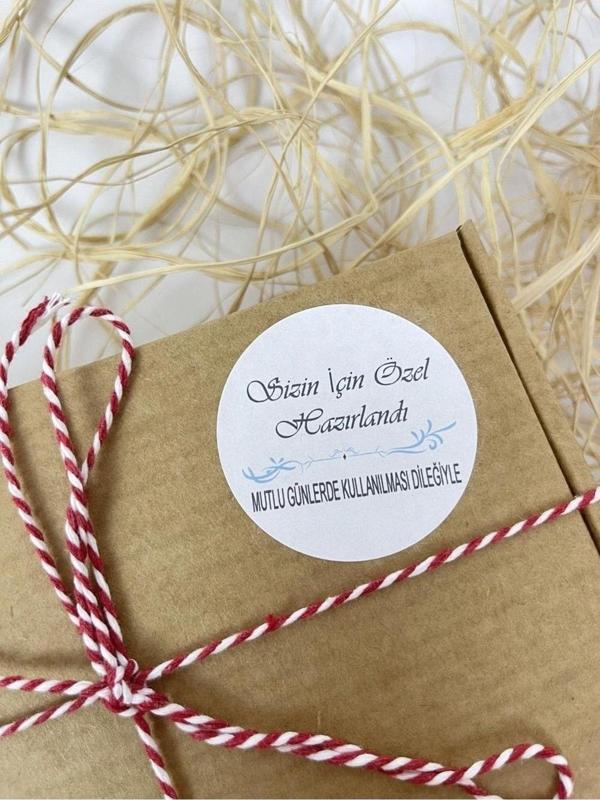 Sizin İçin Özel
Hazırlandı
MUTLU GÜNLERDE KULLANILMASI DİLEĞİYLE